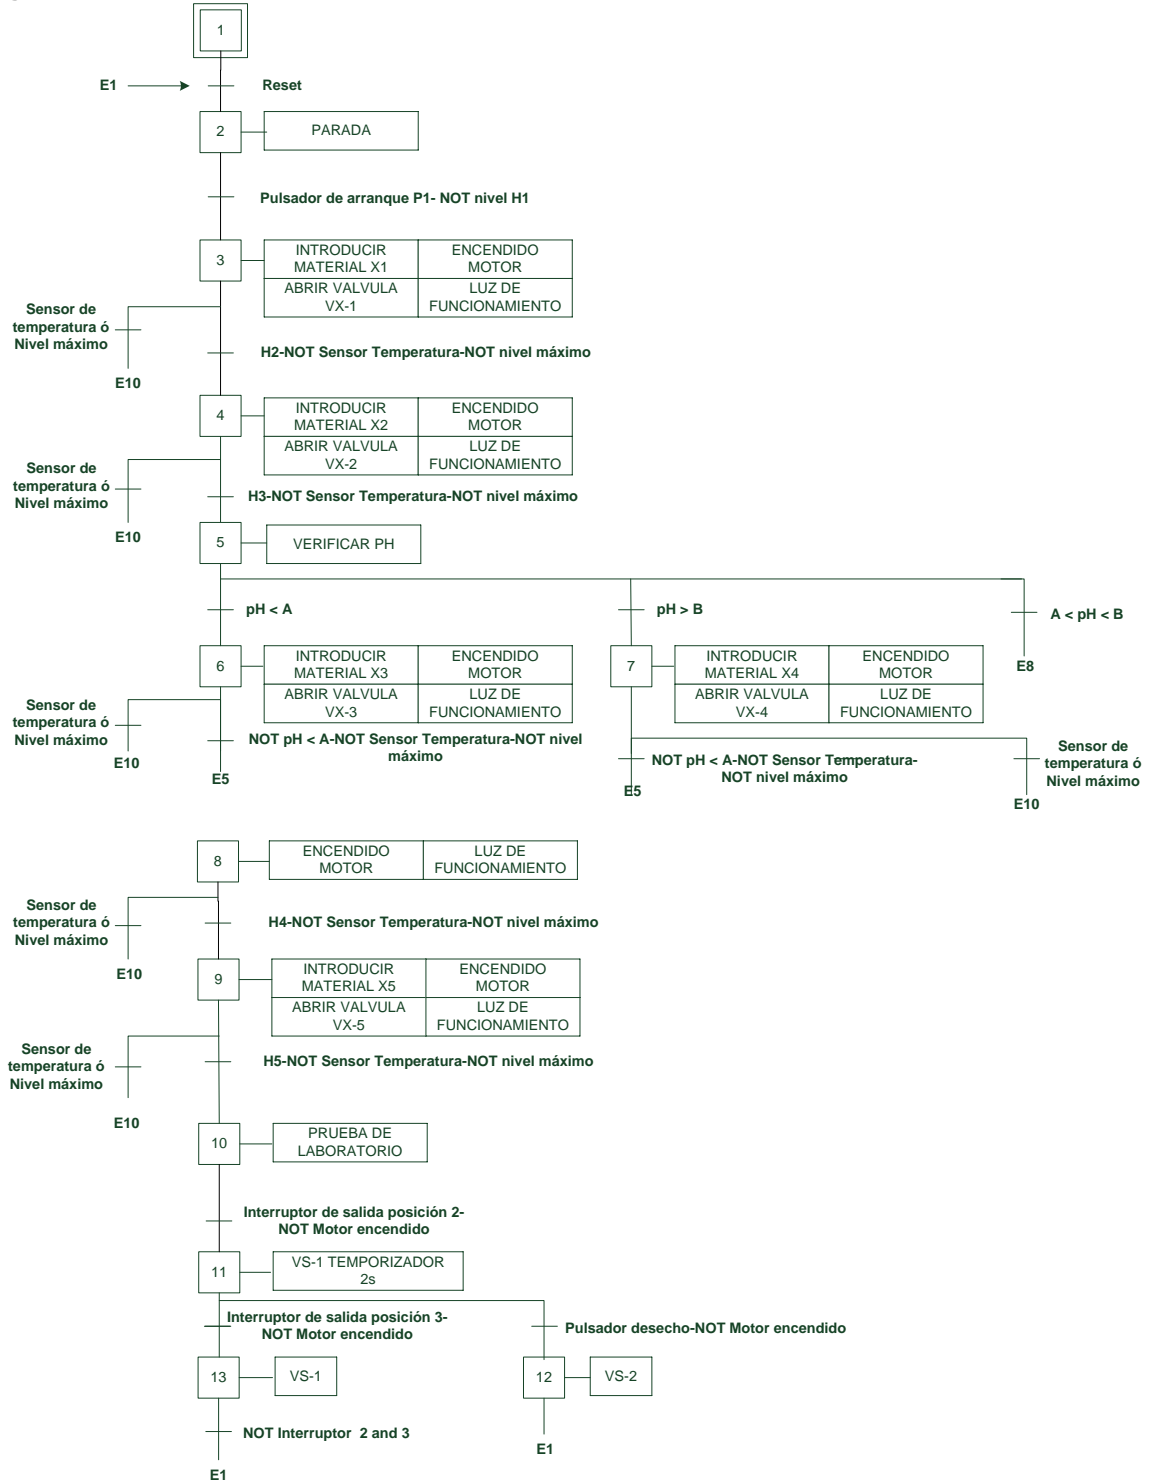 1
E1
Reset
2
PARADA
Pulsador de arranque P1- NOT nivel H1
3
INTRODUCIR
MATERIAL X1
ENCENDIDO
MOTOR
ABRIR VALVULA
VX-1
LUZ DE
FUNCIONAMIENTO
Sensor de
temperatura ó
Nivel máximo
E10
H2-NOT Sensor Temperatura-NOT nivel máximo
4
INTRODUCIR
MATERIAL X2
ENCENDIDO
MOTOR
ABRIR VALVULA
VX-2
LUZ DE
FUNCIONAMIENTO
Sensor de
temperatura ó
Nivel máximo
E10
H3-NOT Sensor Temperatura-NOT nivel máximo
5
VERIFICAR PH
pH < A
pH > B
A < pH < B
E8
6
INTRODUCIR
MATERIAL X3
ENCENDIDO
MOTOR
ABRIR VALVULA
VX-3
LUZ DE
FUNCIONAMIENTO
7
INTRODUCIR
MATERIAL X4
ENCENDIDO
MOTOR
ABRIR VALVULA
VX-4
LUZ DE
FUNCIONAMIENTO
Sensor de
temperatura ó
Nivel máximo
E10
NOT pH < A-NOT Sensor Temperatura-NOT nivel
máximo
E5
NOT pH < A-NOT Sensor Temperatura-
NOT nivel máximo
E5
Sensor de
temperatura ó
Nivel máximo
E10
8
ENCENDIDO
MOTOR
LUZ DE
FUNCIONAMIENTO
Sensor de
temperatura ó
Nivel máximo
E10
H4-NOT Sensor Temperatura-NOT nivel máximo
9
INTRODUCIR
MATERIAL X5
ENCENDIDO
MOTOR
ABRIR VALVULA
VX-5
LUZ DE
FUNCIONAMIENTO
Sensor de
temperatura ó
Nivel máximo
E10
H5-NOT Sensor Temperatura-NOT nivel máximo
10
PRUEBA DE
LABORATORIO
Interruptor de salida posición 2-
NOT Motor encendido
11
VS-1 TEMPORIZADOR
2s
Interruptor de salida posición 3-
NOT Motor encendido
Pulsador desecho-NOT Motor encendido
13
VS-1
12
VS-2
NOT Interruptor 2 and 3
E1
E1